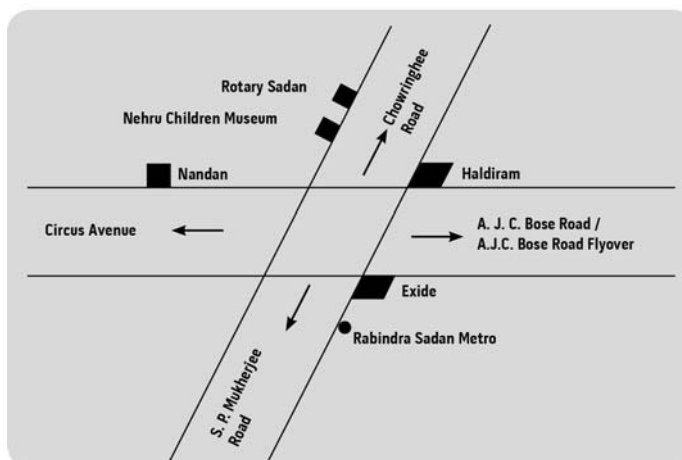 Rotary Sadan
Nehru Children Museum
Chowringhee
Road
Nandan
Haldiram
Circus Avenue
A. J. C. Bose Road /
A.J.C. Bose Road Flyover
Exide
Rabindra Sadan Metro
S. P. Mukherjee
Road